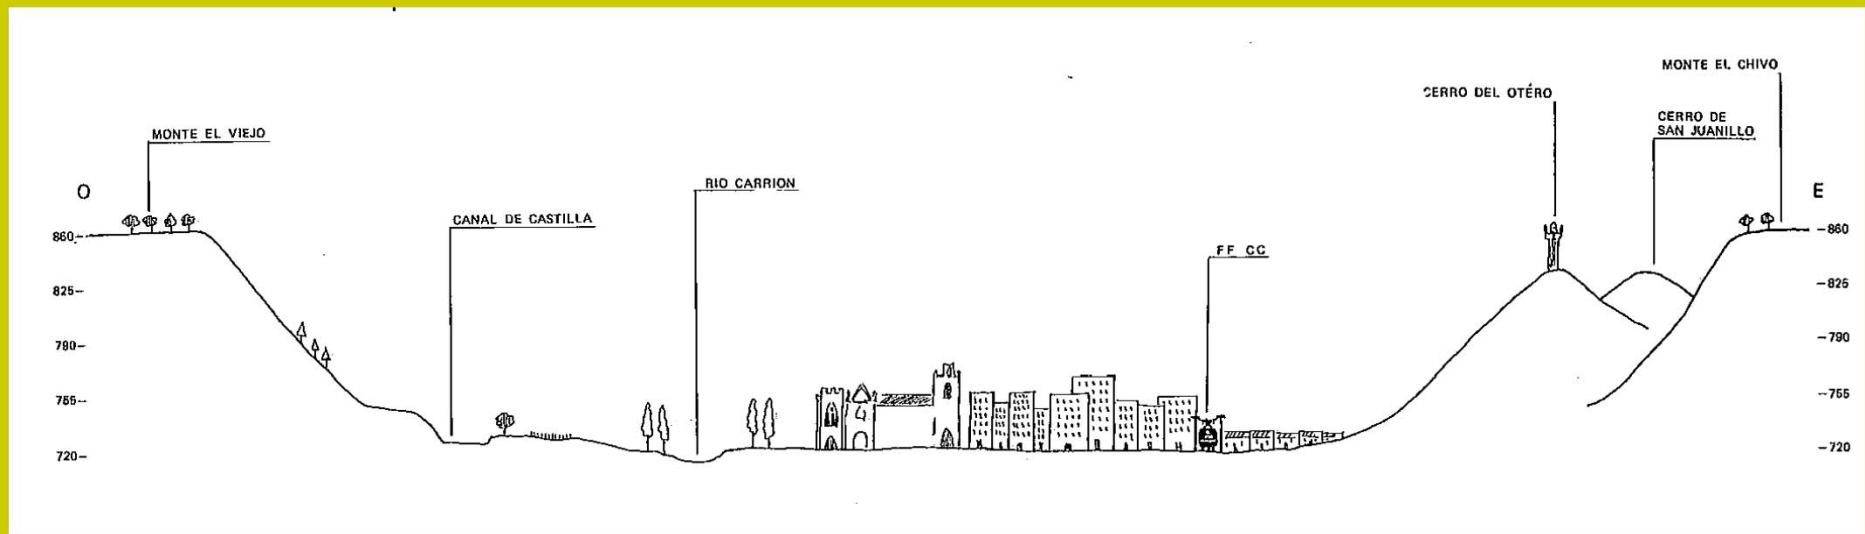 MONTE EL CHIVO
CERRO DEL OTÉRO
CERRO DE
SAN JUANILLO
MONTE EL VIEJO
RIO CARRION
O
E
CANAL DE CASTILLA
FF CC
860-
-860
825-
-825
790-
-790
755-
-755
720-
-720